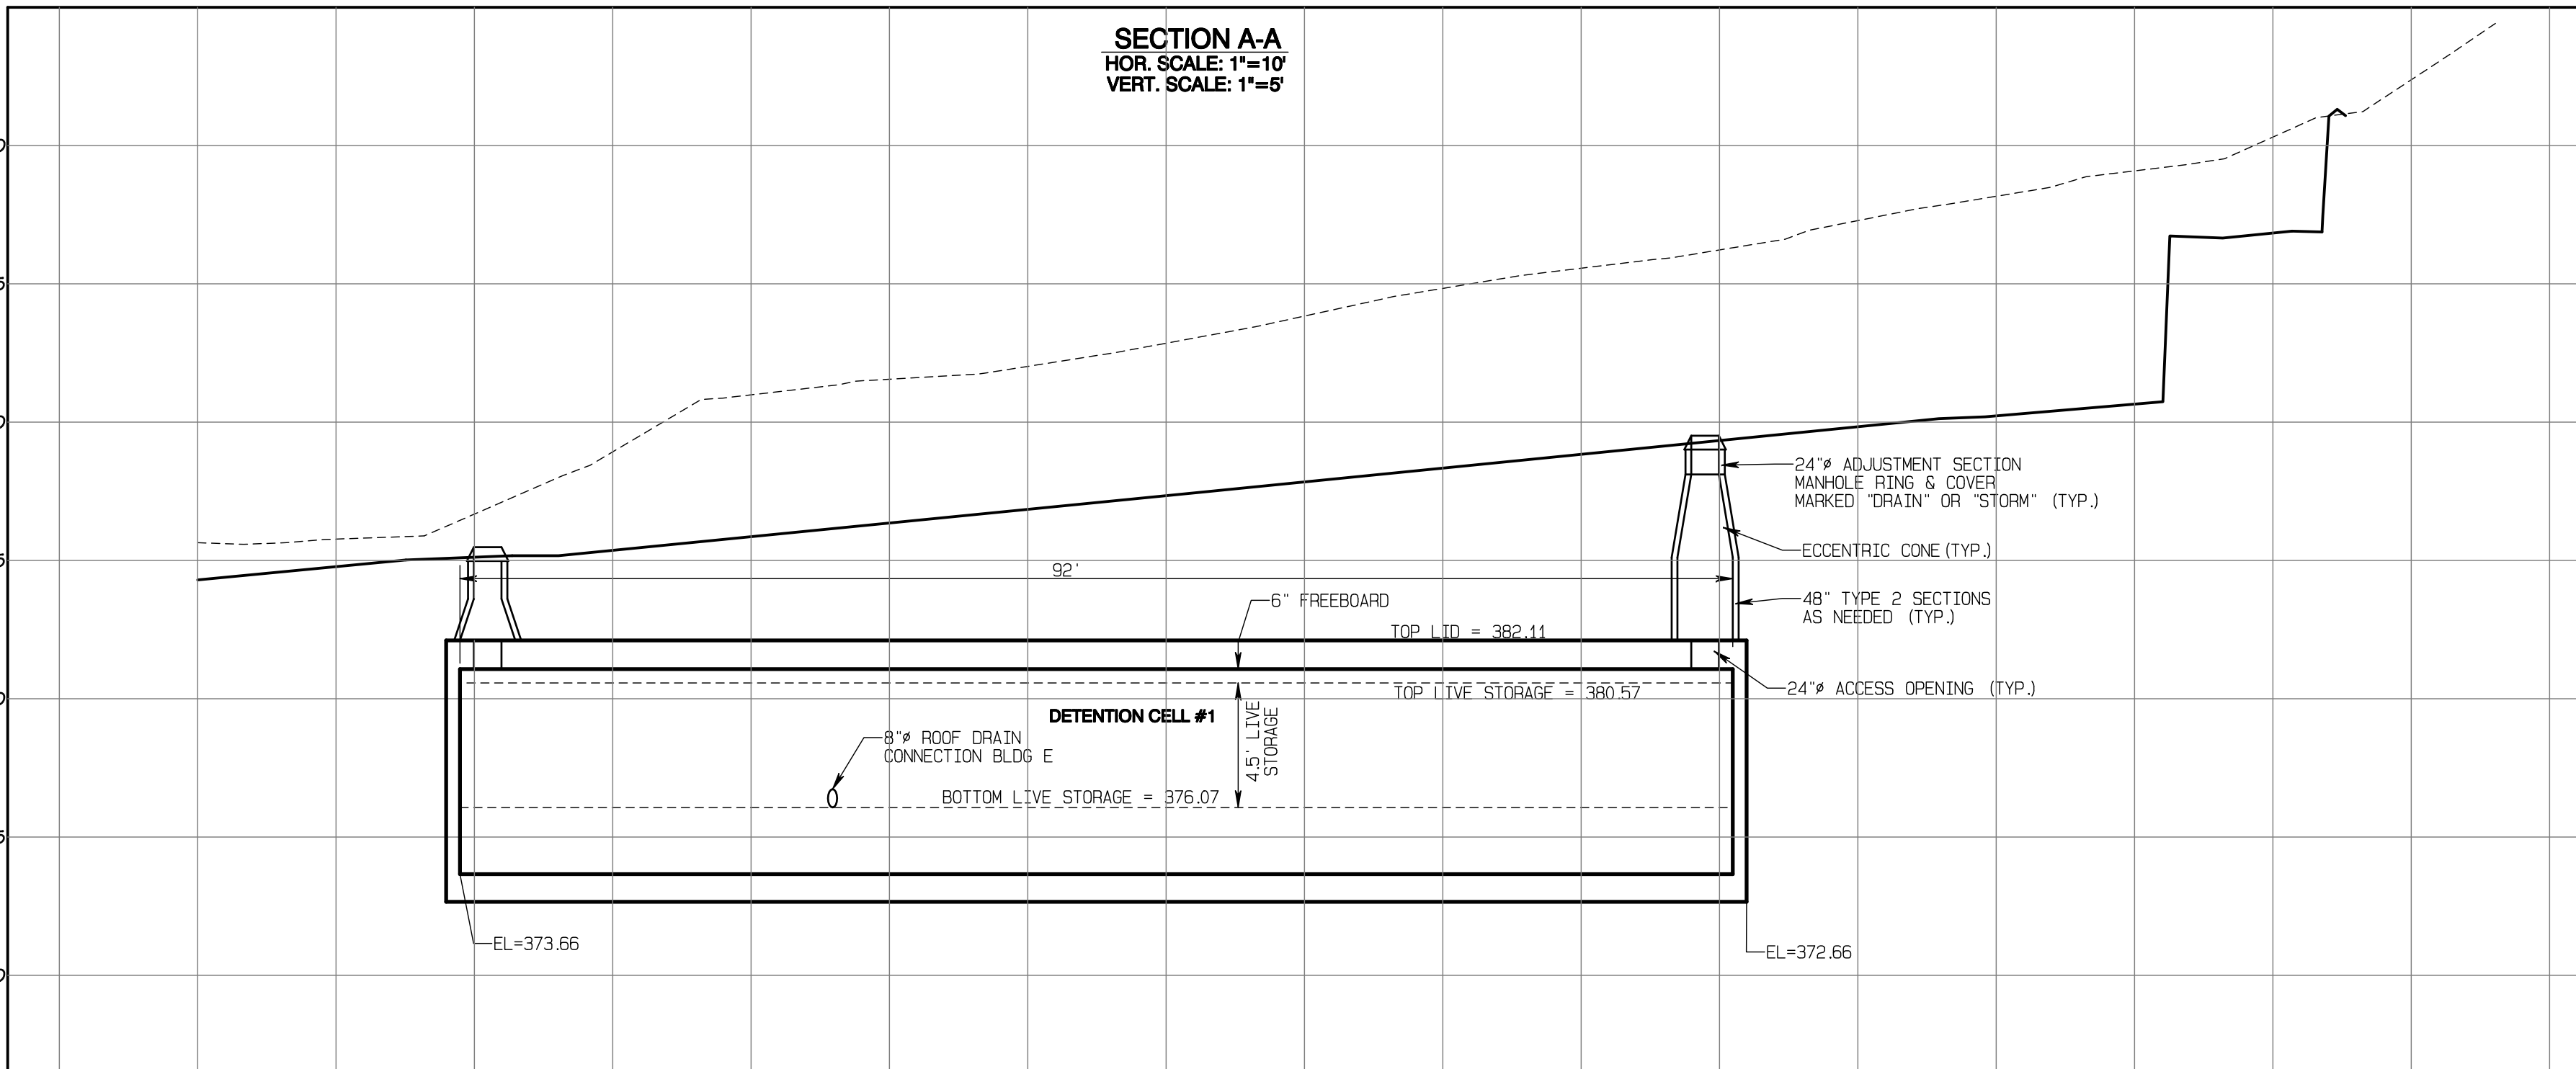 SECTION A-A
HOR. SCALE: 1"=10'
VERT. SCALE: 1"=5'
24"ø ADJUSTMENT SECTION
MANHOLE RING & COVER
MARKED "DRAIN" OR "STORM" (TYP.)
ECCENTRIC CONE (TYP.)
92'
6" FREEBOARD
48" TYPE 2 SECTIONS
AS NEEDED (TYP.)
TOP LID = 382.11
24"ø ACCESS OPENING (TYP.)
TOP LIVE STORAGE = 380.57
DETENTION CELL #1
4.5' LIVE
STORAGE
8"ø ROOF DRAIN
CONNECTION BLDG E
BOTTOM LIVE STORAGE = 376.07
EL=373.66
EL=372.66